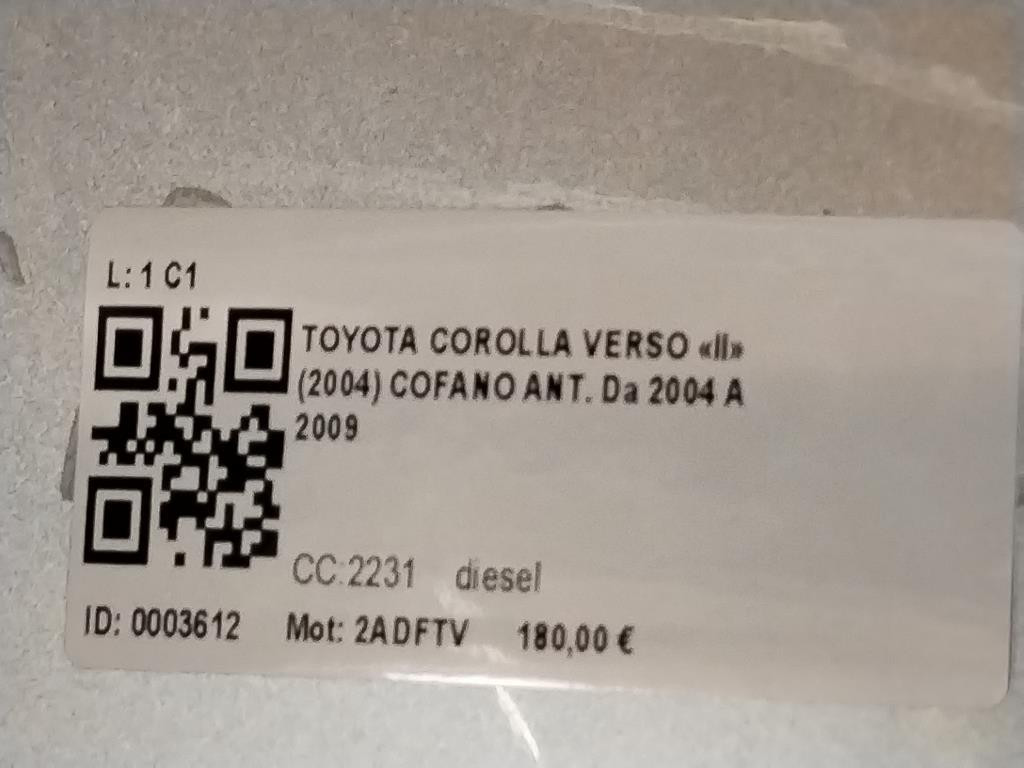 L: 1 C1
TOYOTA COROLLA VERSO «II»
(2004) COFANO ANT. Da 2004 A
2009
CC:2231 diesel
ID: 0003612 Mot: 2ADFTV 180,00 €